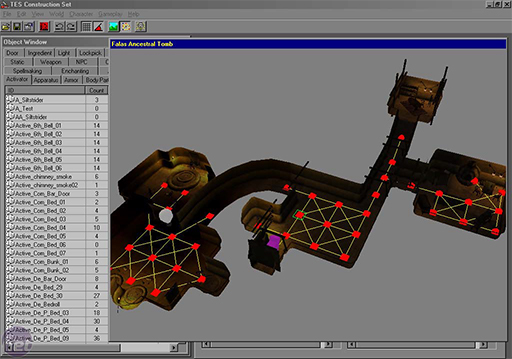 TES Construction Set
File Edit View World Character Gameplay Help
Object Window
Falas Ancestral Tomb
Door Ingredient Light Lockpick
Static Weapon NPC
Spellmaking Enchanting
Activator Apparatus Armor Body Part
ID Count
AA_Siltstrider 3
A_Test 0
AA_Siltstrider 0
Active_6th_Bell_01 14
Active_6th_Bell_02 14
Active_6th_Bell_03 14
Active_6th_Bell_04 14
Active_6th_Bell_05 14
Active_6th_Bell_06 14
Active_chimney_smoke 6
Active_chimney_smoke02 1
Active_Com_Bar_Door 3
Active_Com_Bed_01 2
Active_Com_Bed_02 4
Active_Com_Bed_03 5
Active_Com_Bed_04 10
Active_Com_Bed_05 4
Active_Com_Bed_06 0
Active_Com_Bed_07 1
Active_Com_Bunk_01 6
Active_Com_Bunk_02 5
Active_De_Bar_Door 8
Active_De_Bed_29 4
Active_De_Bed_30 27
Active_De_Bedroll 2
Active_De_P_Bed_03 18
Active_De_P_Bed_04 30
Active_De_P_Bed_05 4
Active_De_P_Bed_09 36